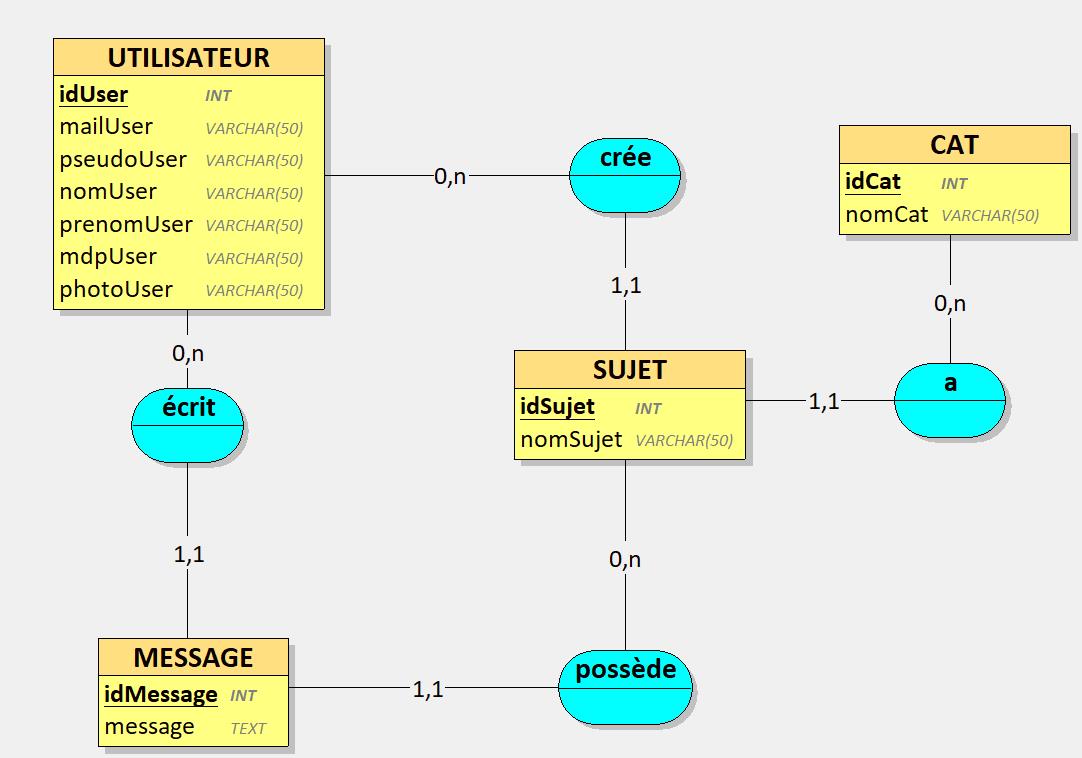 UTILISATEUR
idUser INT
mailUser VARCHAR(50)
pseudoUser VARCHAR(50)
nomUser VARCHAR(50)
prenomUser VARCHAR(50)
mdpUser VARCHAR(50)
photoUser VARCHAR(50)
0,n
crée
CAT
idCat INT
nomCat VARCHAR(50)
1,1
0,n
0,n
écrit
SUJET
idSujet INT
nomSujet VARCHAR(50)
1,1
a
1,1
0,n
MESSAGE
idMessage INT
message TEXT
1,1
possède